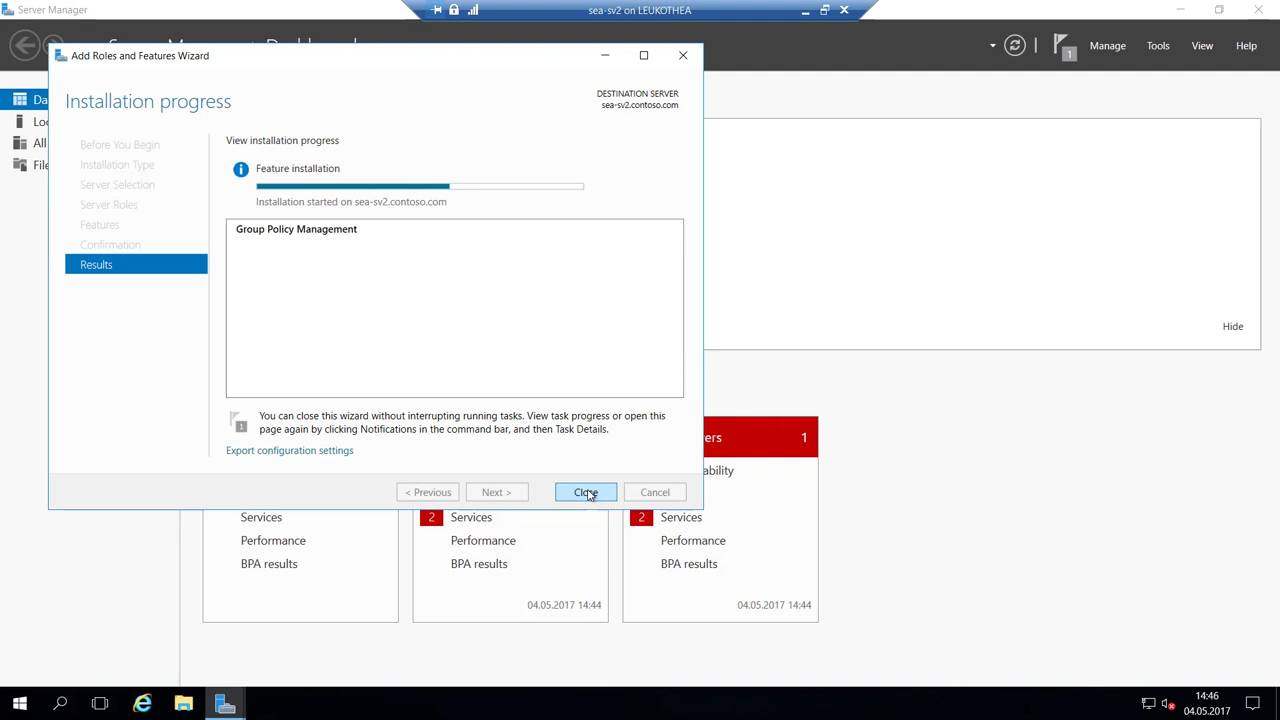 Server Manager
sea-sv2 on LEUKOTHEA
1
Manage
Tools
View
Help
Add Roles and Features Wizard
Installation progress
DESTINATION SERVER
sea-sv2.contoso.com
Before You Begin
Installation Type
Server Selection
Server Roles
Features
Confirmation
Results
View installation progress
Feature installation
Installation started on sea-sv2.contoso.com
Group Policy Management
1
You can close this wizard without interrupting running tasks. View task progress or open this
page again by clicking Notifications in the command bar, and then Task Details.
Export configuration settings
< Previous
Next >
Close
Cancel
All
Hide
1
Services
Performance
BPA results
2 Services
Performance
BPA results
04.05.2017 14:44
2 Services
Performance
BPA results
04.05.2017 14:44
14:46
04.05.2017